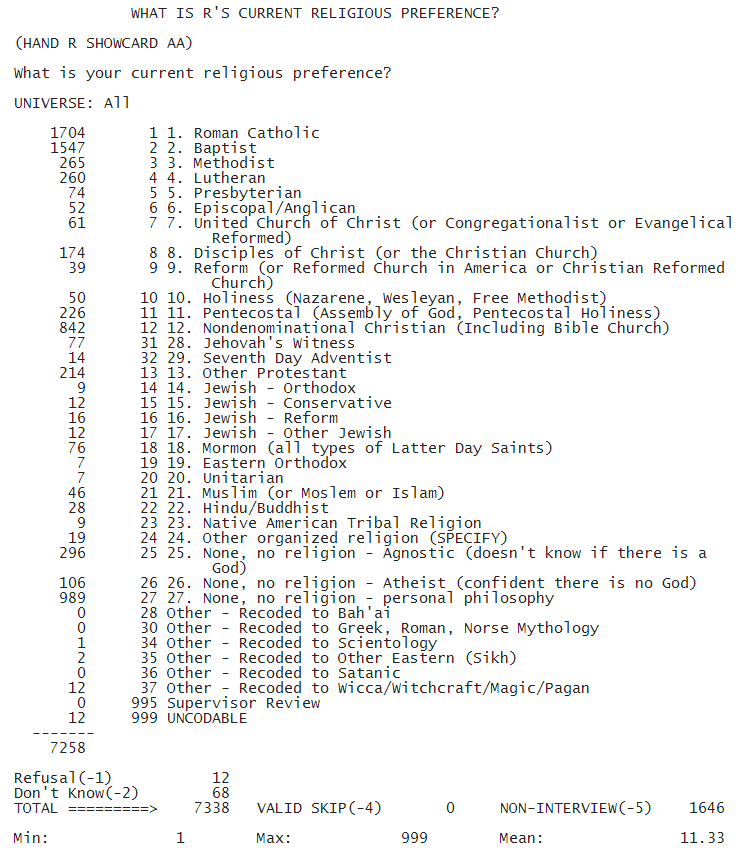 WHAT IS R'S CURRENT RELIGIOUS PREFERENCE?
(HAND R SHOWCARD AA)
What is your current religious preference?
UNIVERSE: All
1704 1 1. Roman Catholic
1547 2 2. Baptist
265 3 3. Methodist
260 4 4. Lutheran
74 5 5. Presbyterian
52 6 6. Episcopal/Anglican
61 7 7. United Church of Christ (or Congregationalist or Evangelical
Reformed)
174 8 8. Disciples of Christ (or the Christian Church)
39 9 9. Reform (or Reformed Church in America or Christian Reformed
Church)
50 10 10. Holiness (Nazarene, Wesleyan, Free Methodist)
226 11 11. Pentecostal (Assembly of God, Pentecostal Holiness)
842 12 12. Nondenominational Christian (Including Bible Church)
77 31 28. Jehovah's Witness
14 32 29. Seventh Day Adventist
214 13 13. Other Protestant
9 14 14. Jewish - Orthodox
12 15 15. Jewish - Conservative
16 16 16. Jewish - Reform
12 17 17. Jewish - Other Jewish
76 18 18. Mormon (all types of Latter Day Saints)
7 19 19. Eastern Orthodox
7 20 20. Unitarian
46 21 21. Muslim (or Moslem or Islam)
28 22 22. Hindu/Buddhist
9 23 23. Native American Tribal Religion
19 24 24. Other organized religion (SPECIFY)
296 25 25. None, no religion - Agnostic (doesn't know if there is a
God)
106 26 26. None, no religion - Atheist (confident there is no God)
989 27 27. None, no religion - personal philosophy
0 28 Other - Recoded to Bah'ai
0 30 Other - Recoded to Greek, Roman, Norse Mythology
1 34 Other - Recoded to Scientology
2 35 Other - Recoded to Other Eastern (Sikh)
0 36 Other - Recoded to Satanic
12 37 Other - Recoded to Wicca/Witchcraft/Magic/Pagan
0 995 Supervisor Review
12 999 UNCODABLE
-------
7258
Refusal(-1) 12
Don't Know(-2) 68
TOTAL =========> 7338 VALID SKIP(-4) 0 NON-INTERVIEW(-5) 1646
Min: 1 Max: 999 Mean: 11.33